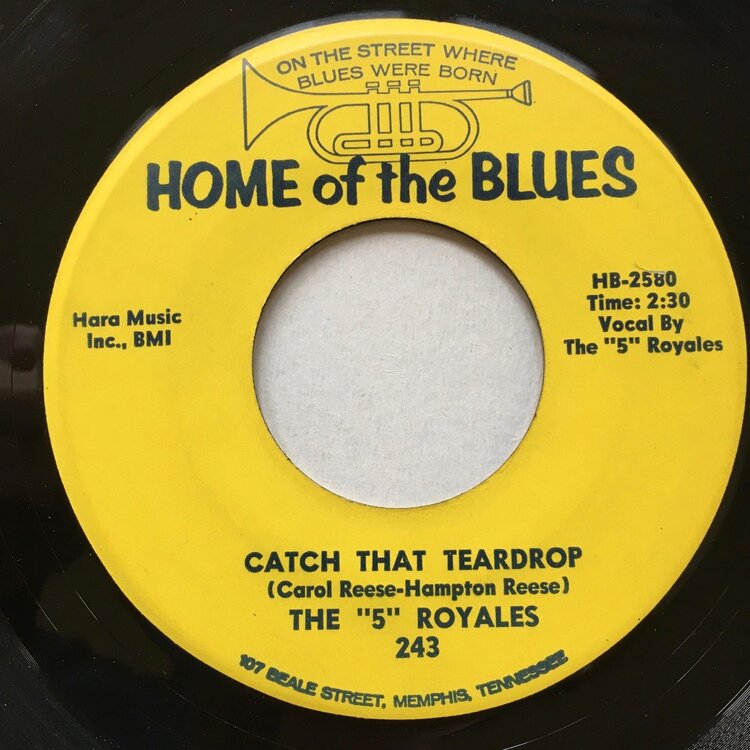 ON THE STREET WHERE
BLUES WERE BORN
HOME of the BLUES
Hara Music
Inc., BMI
HB-2580
Time: 2:30
Vocal By
The "5" Royales
CATCH THAT TEARDROP
(Carol Reese-Hampton Reese)
THE "5" ROYALES
243
107 BEALE STREET, MEMPHIS, TENNESSEE